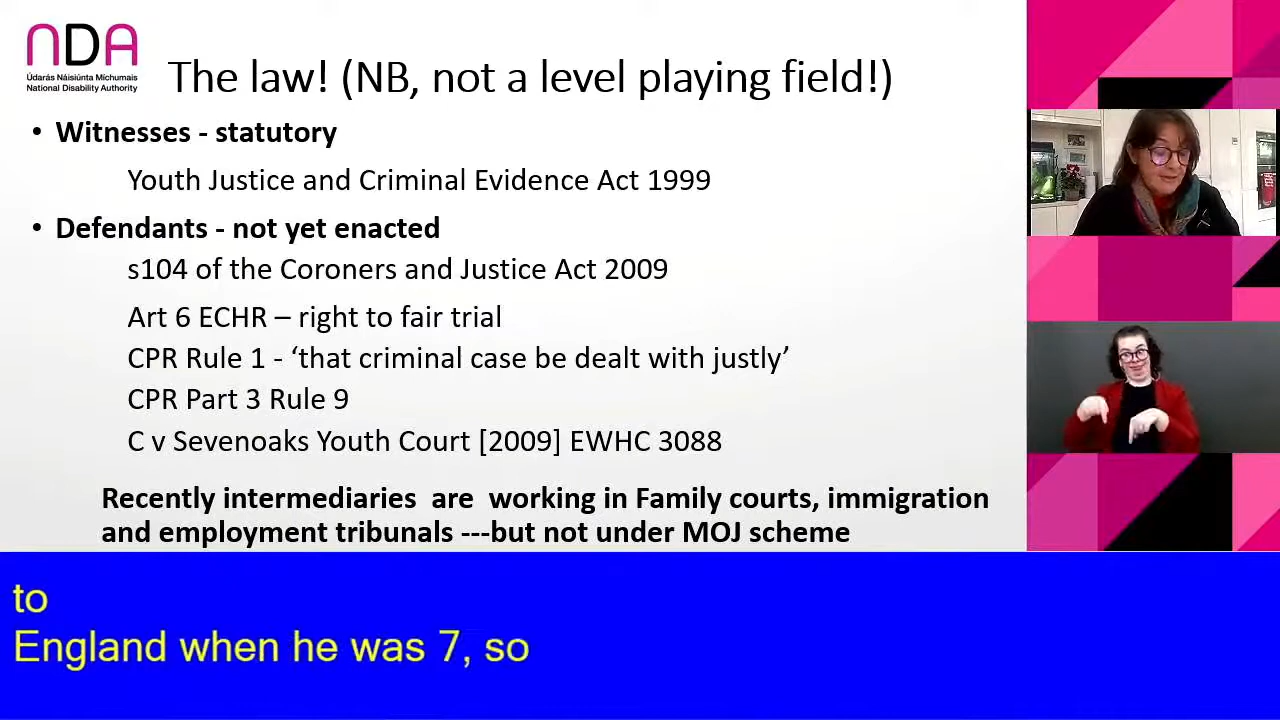 nDA
Údarás Náisiúnta Míchumais
National Disability Authority
The law! (NB, not a level playing field!)
• Witnesses - statutory
Youth Justice and Criminal Evidence Act 1999
• Defendants - not yet enacted
s104 of the Coroners and Justice Act 2009
Art 6 ECHR – right to fair trial
CPR Rule 1 - ‘that criminal case be dealt with justly’
CPR Part 3 Rule 9
C v Sevenoaks Youth Court [2009] EWHC 3088
Recently intermediaries are working in Family courts, immigration
and employment tribunals ---but not under MOJ scheme
to
England when he was 7, so